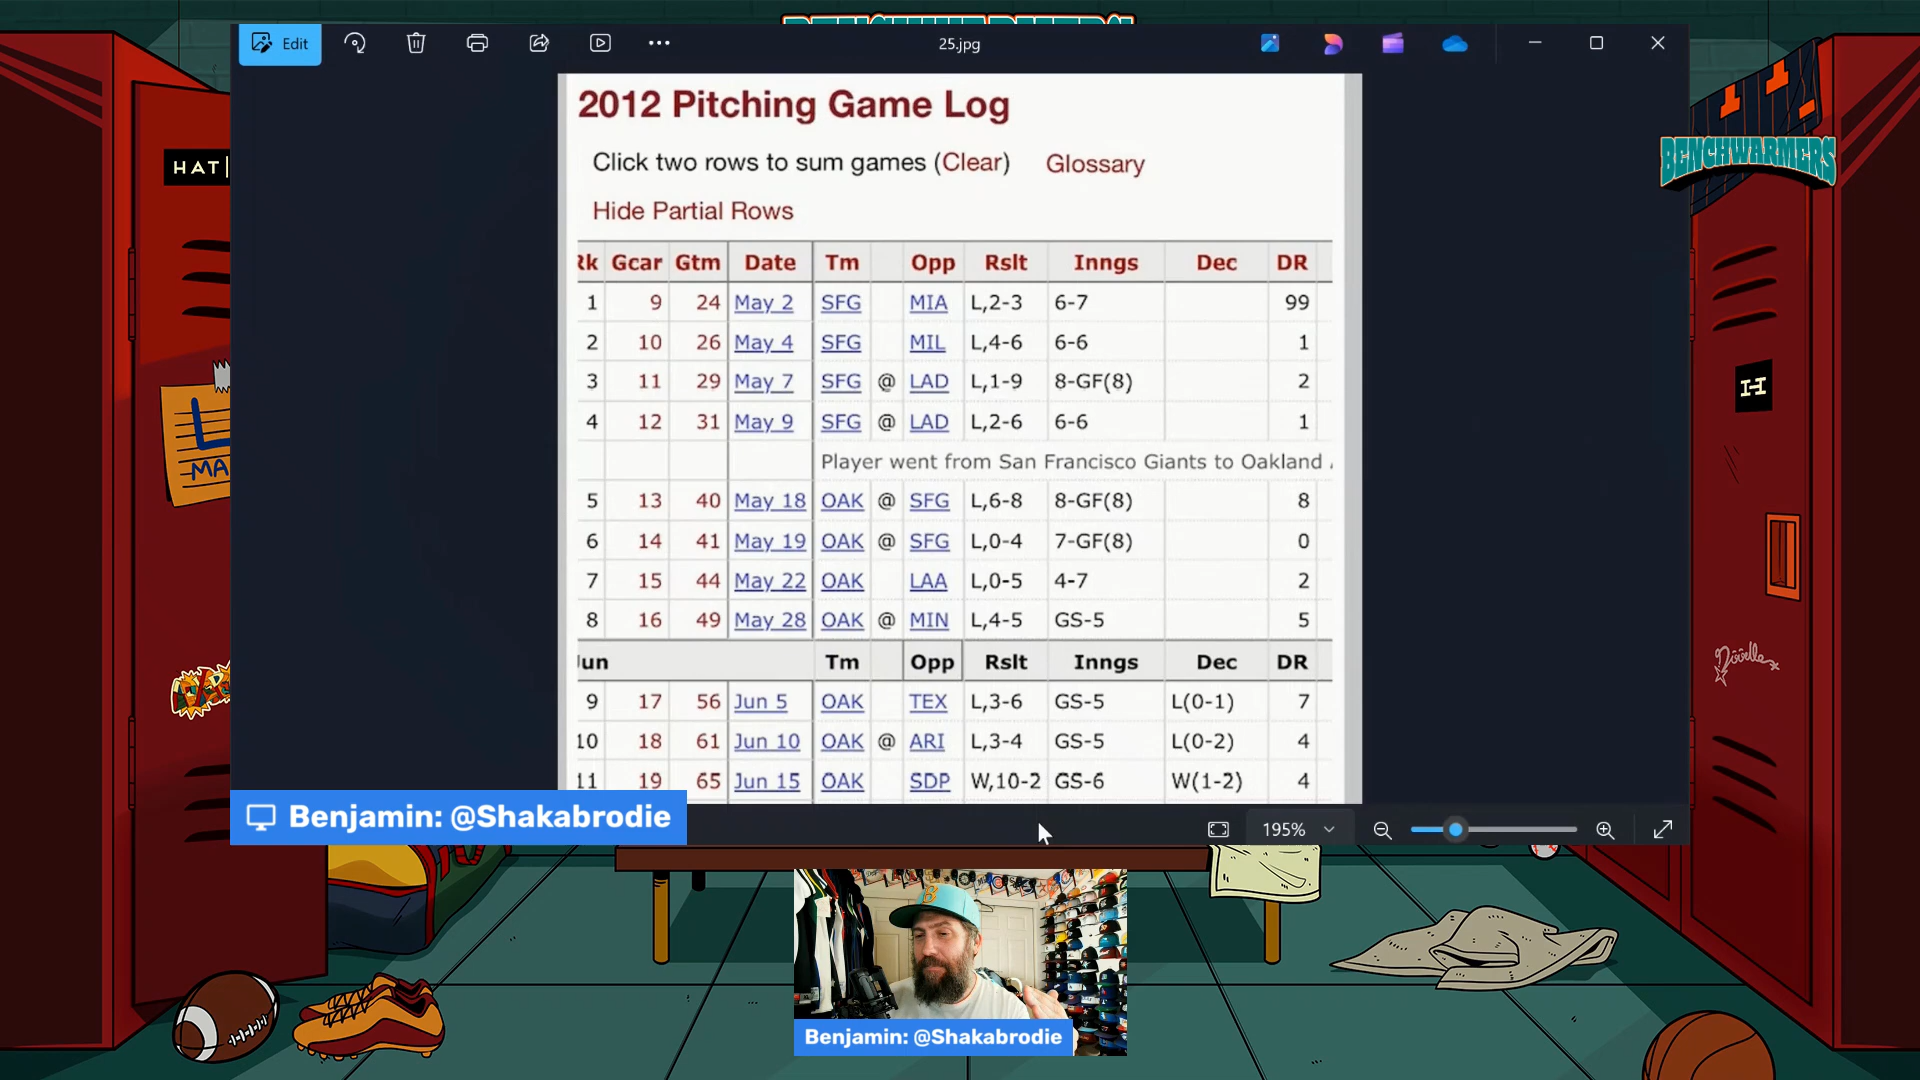 Edit
25.jpg
2012 Pitching Game Log
Click two rows to sum games (Clear) Glossary
Hide Partial Rows
Rk Gcar Gtm Date Tm Opp Rslt Inngs Dec DR
1 9 24 May 2 SFG MIA L,2-3 6-7 99
2 10 26 May 4 SFG MIL L,4-6 6-6 1
3 11 29 May 7 SFG @ LAD L,1-9 8-GF(8) 2
4 12 31 May 9 SFG @ LAD L,2-6 6-6 1
Player went from San Francisco Giants to Oakland
5 13 40 May 18 OAK @ SFG L,6-8 8-GF(8) 8
6 14 41 May 19 OAK @ SFG L,0-4 7-GF(8) 0
7 15 44 May 22 OAK LAA L,0-5 4-7 2
8 16 49 May 28 OAK @ MIN L,4-5 GS-5 5
Jun Tm Opp Rslt Inngs Dec DR
9 17 56 Jun 5 OAK TEX L,3-6 GS-5 L(0-1) 7
10 18 61 Jun 10 OAK @ ARI L,3-4 GS-5 L(0-2) 4
11 19 65 Jun 15 OAK SDP W,10-2 GS-6 W(1-2) 4
195%
HAT
L
MA
BENCHWARMERS
H
Benjamin: @Shakabrodie
Benjamin: @Shakabrodie